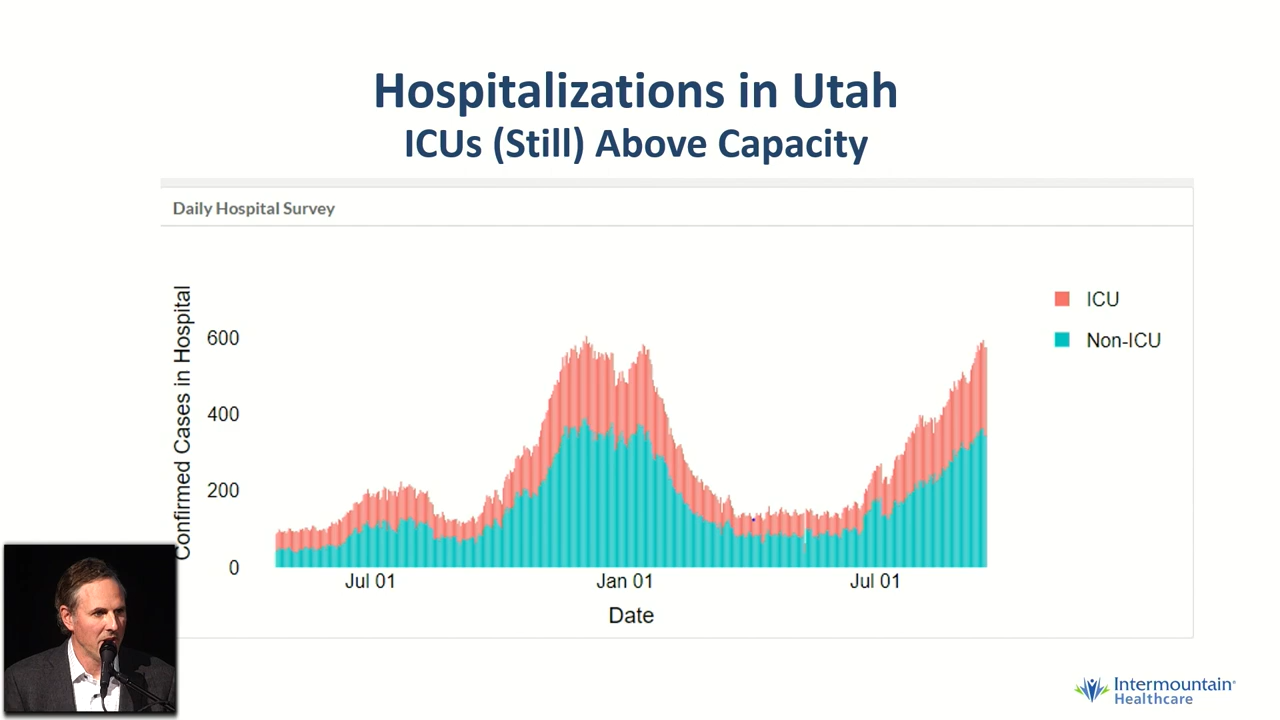 Hospitalizations in Utah
ICUs (Still) Above Capacity
Daily Hospital Survey
Confirmed Cases in Hospital
600
400
200
0
Jul 01
Jan 01
Jul 01
Date
ICU
Non-ICU
Intermountain®
Healthcare